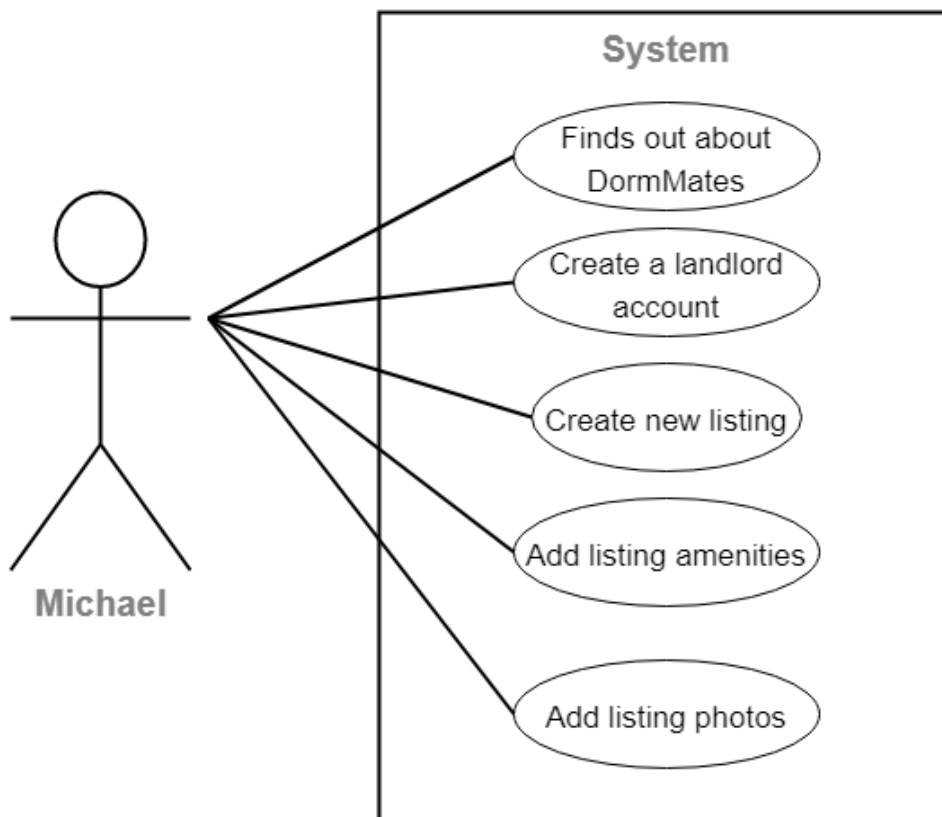 System
Finds out about
DormMates
Create a landlord
account
Create new listing
Add listing amenities
Michael
Add listing photos